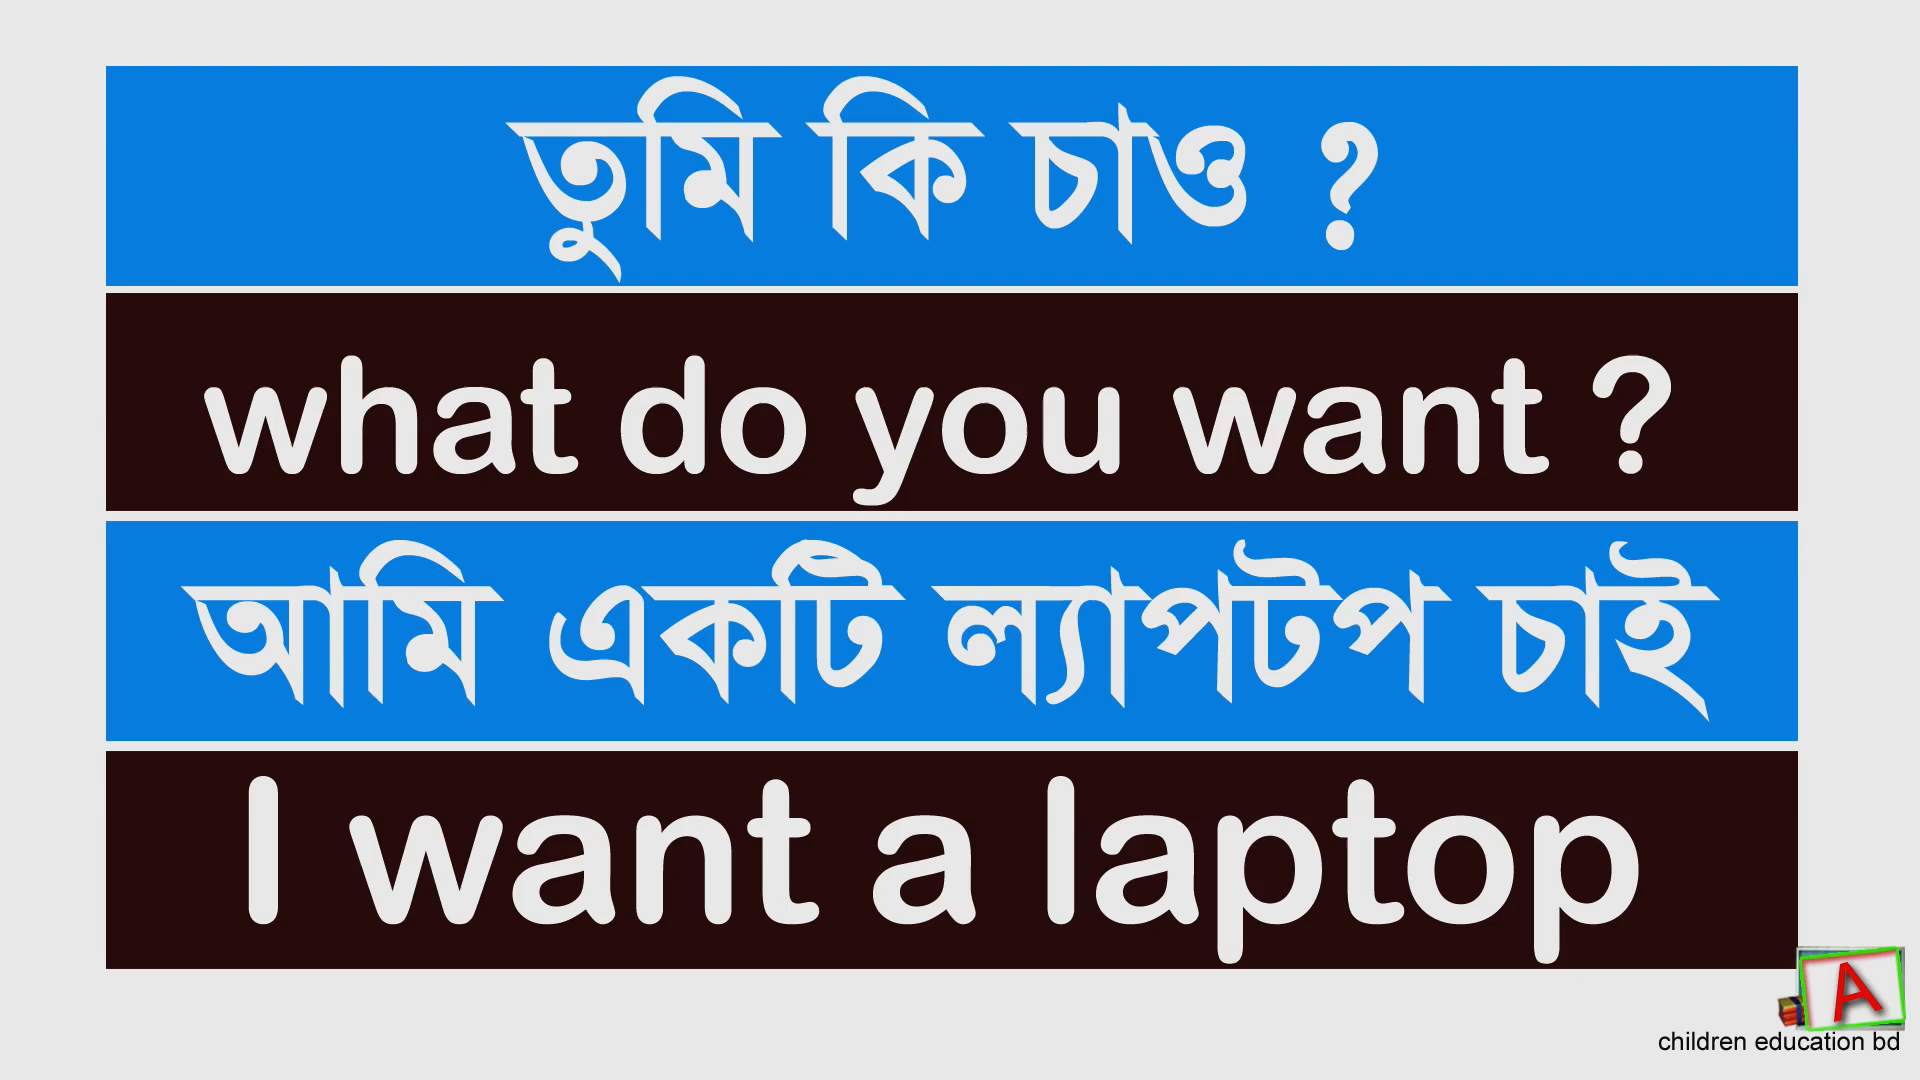 তুমি কি চাও ?
what do you want ?
আমি একটি ল্যাপটপ চাই
I want a laptop
A
children education bd